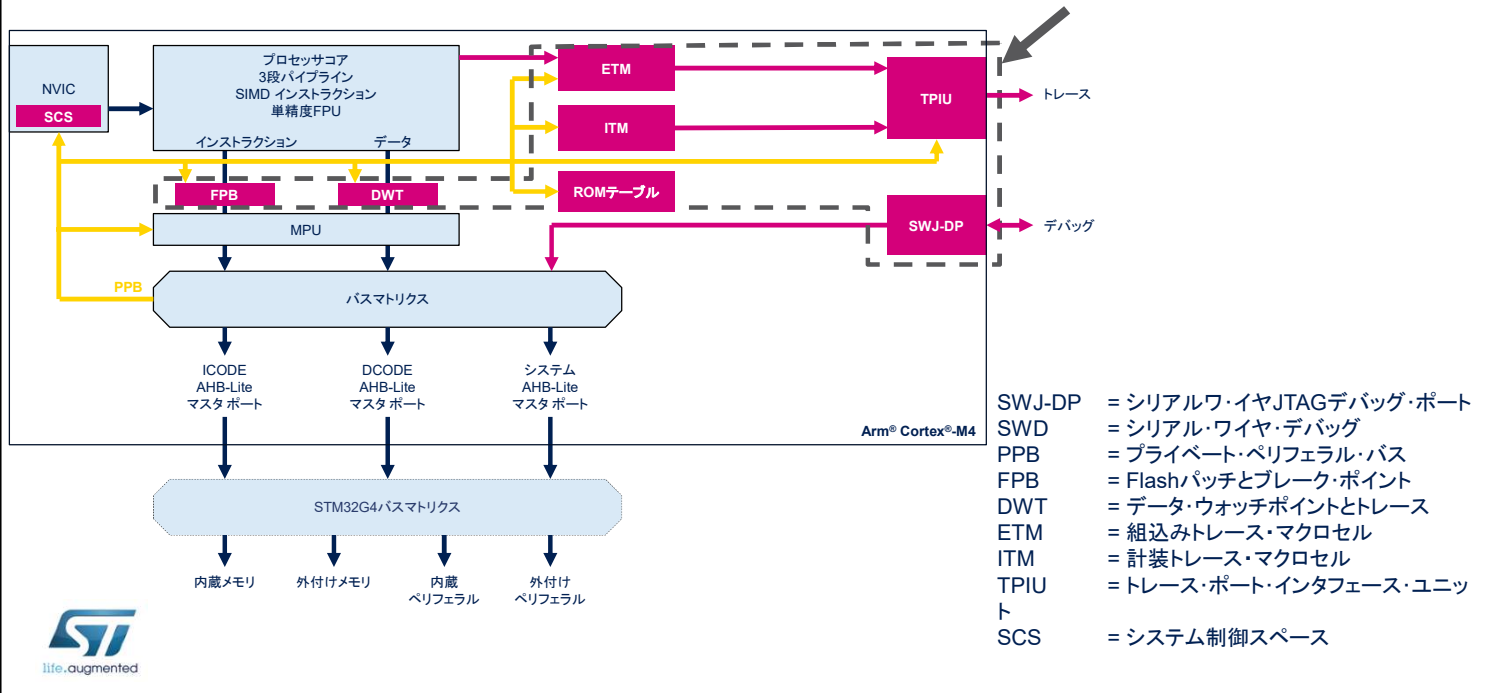 NVIC
SCS
プロセッサコア
3段パイプライン
SIMD インストラクション
単精度FPU
インストラクション
データ
ETM
ITM
ROMテーブル
TPIU
トレース
FPB
DWT
MPU
SWJ-DP
デバッグ
PPB
バスマトリクス
ICODE
AHB-Lite
マスタ ポート
DCODE
AHB-Lite
マスタ ポート
システム
AHB-Lite
マスタ ポート
Arm® Cortex®-M4
STM32G4バスマトリクス
内蔵メモリ
外付けメモリ
内蔵
ペリフェラル
外付け
ペリフェラル
SWJ-DP = シリアルワ・イヤJTAGデバッグ・ポート
SWD = シリアル・ワイヤ・デバッグ
PPB = プライベート・ペリフェラル・バス
FPB = Flashパッチとブレーク・ポイント
DWT = データ・ウォッチポイントとトレース
ETM = 組込みトレース・マクロセル
ITM = 計装トレース・マクロセル
TPIU = トレース・ポート・インタフェース・ユニッ
ト
SCS = システム制御スペース
ST
life.augmented